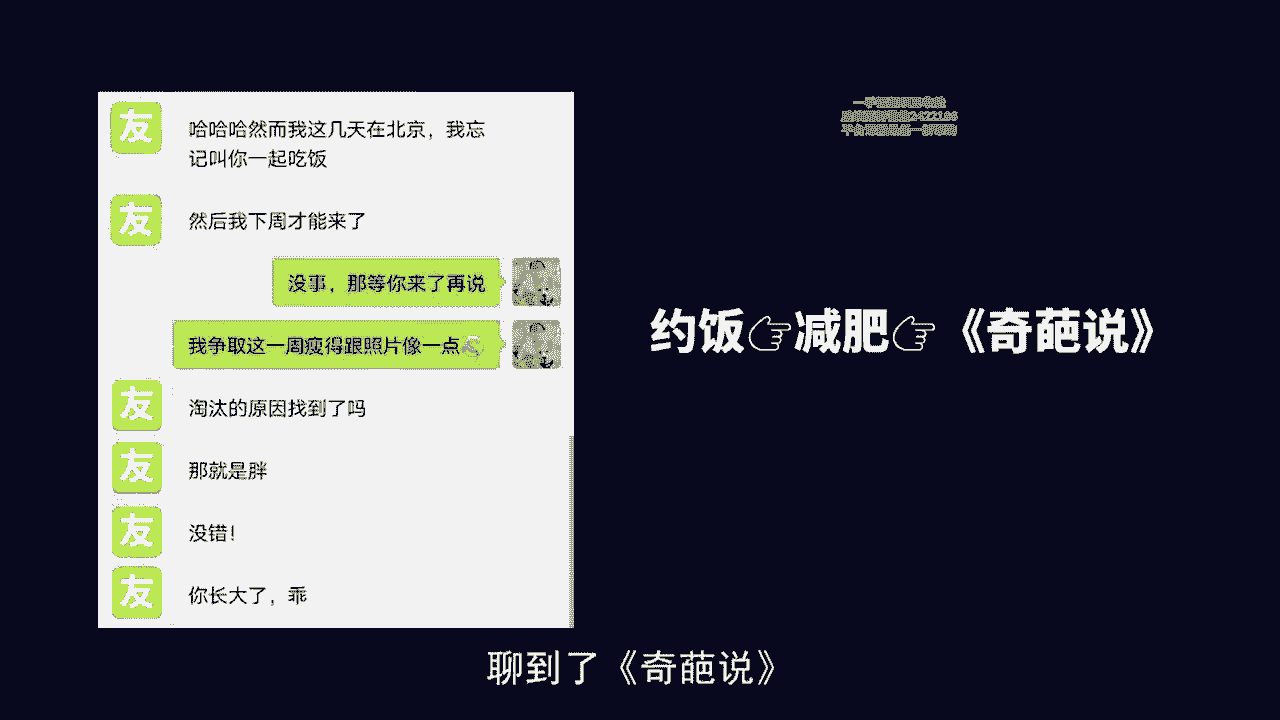 友
哈哈哈然而我这几天在北京，我忘
记叫你一起吃饭
友
然后我下周才能来了
没事，那等你来了再说
我争取这一周瘦得跟照片像一点
友
淘汰的原因找到了吗
友
那就是胖
友
没错！
友
你长大了，乖
约饭👉减肥👉《奇葩说》
聊到了《奇葩说》